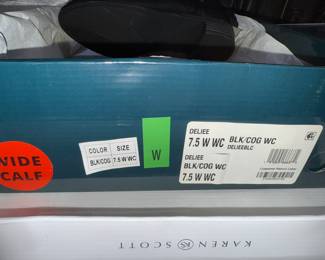 WIDE
CALF
COLOR SIZE
BLK/COG 7.5 W WC
W
DELIEE
7.5 W WC BLK/COG WC
DELIEEBLC
DELIEE
BLK/COG WC
7.5 W WC
KAREN KS SCOTT